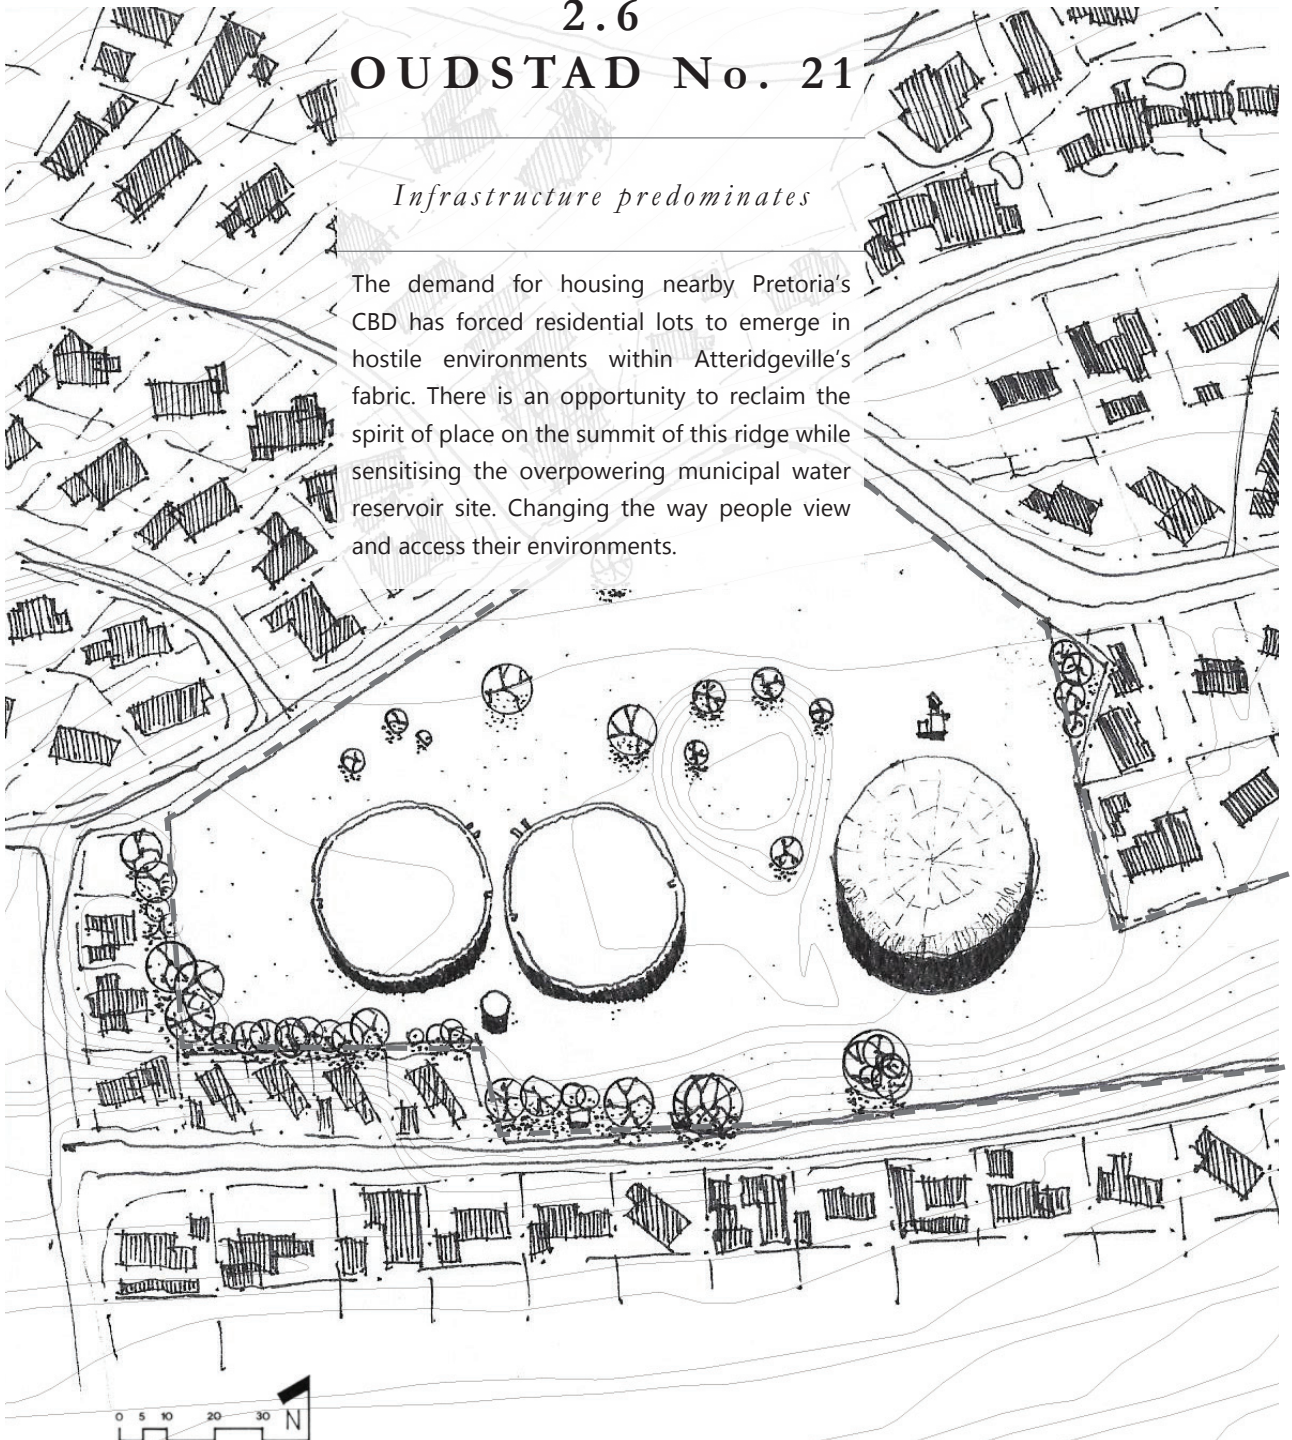 2.6
OUDSTAD No. 21
Infrastructure predominates
The demand for housing nearby Pretoria's
CBD has forced residential lots to emerge in
hostile environments within Atteridgeville's
fabric. There is an opportunity to reclaim the
spirit of place on the summit of this ridge while
sensitising the overpowering municipal water
reservoir site. Changing the way people view
and access their environments.
0 5 10 20 30 N